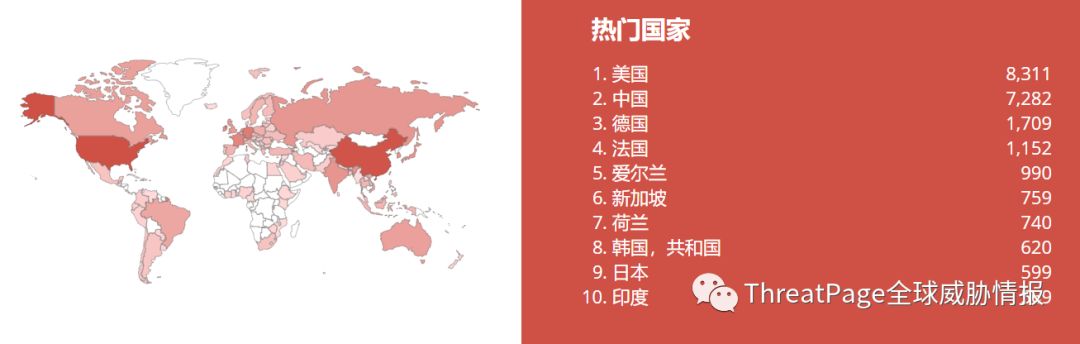 热门国家
1. 美国 8,311
2. 中国 7,282
3. 德国 1,709
4. 法国 1,152
5. 爱尔兰 990
6. 新加坡 759
7. 荷兰 740
8. 韩国，共和国 620
9. 日本 599
10. 印度
ThreatPage全球威胁情报